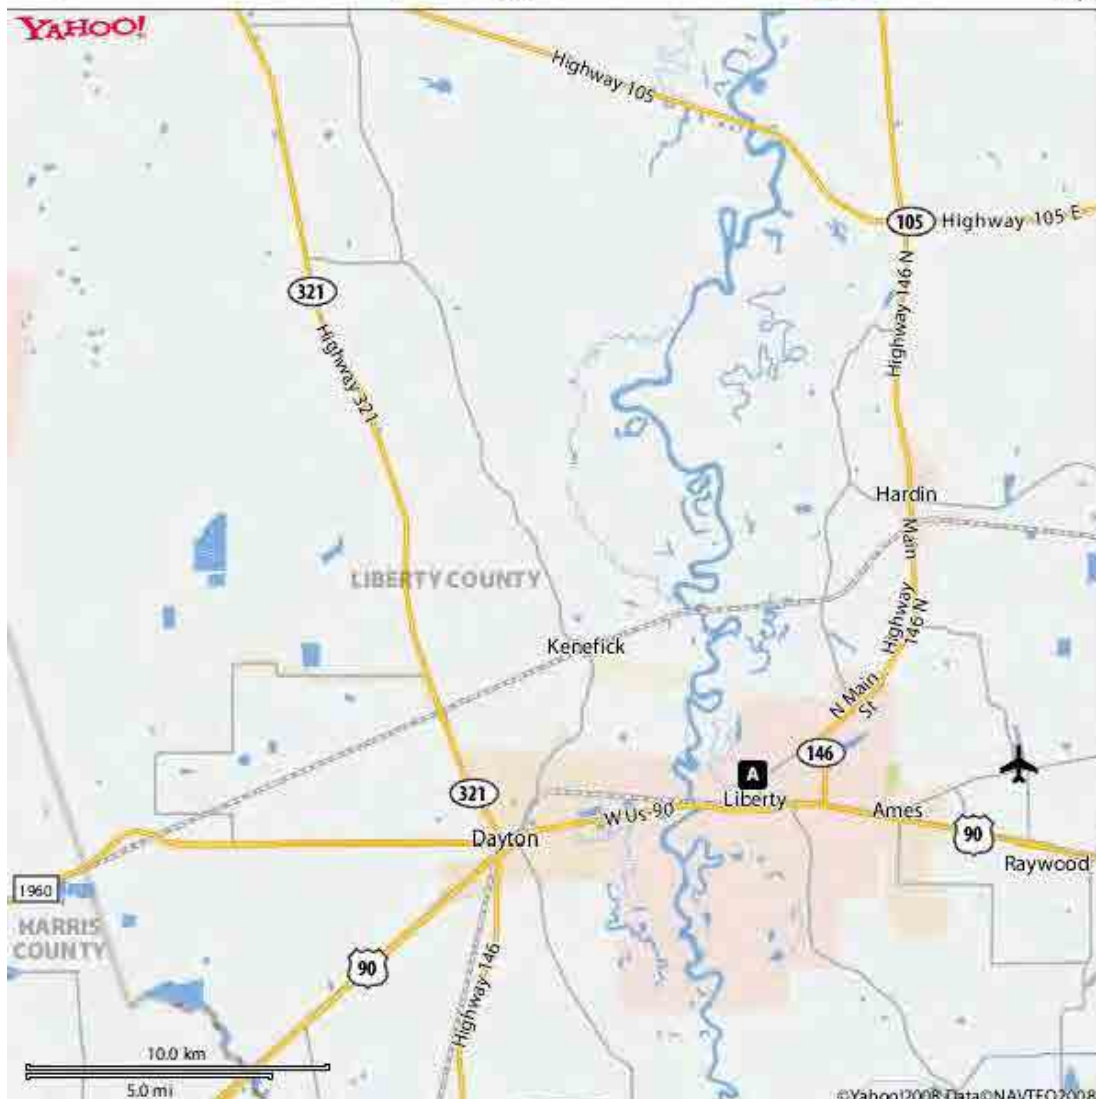 YAHOO!
Highway 105
105
Highway 105 E
Highway 146 N
321
Highway 321
Hardin
Main
LIBERTY COUNTY
Highway
146 N
Kenefick
N Main
St
146
A
321
Liberty
W Us-90
Ames
Dayton
90
Raywood
1960
HARRIS
COUNTY
90
Highway 146
10.0 km
5.0 mi
©Yahoo!2008 Data©NAVTEQ2008